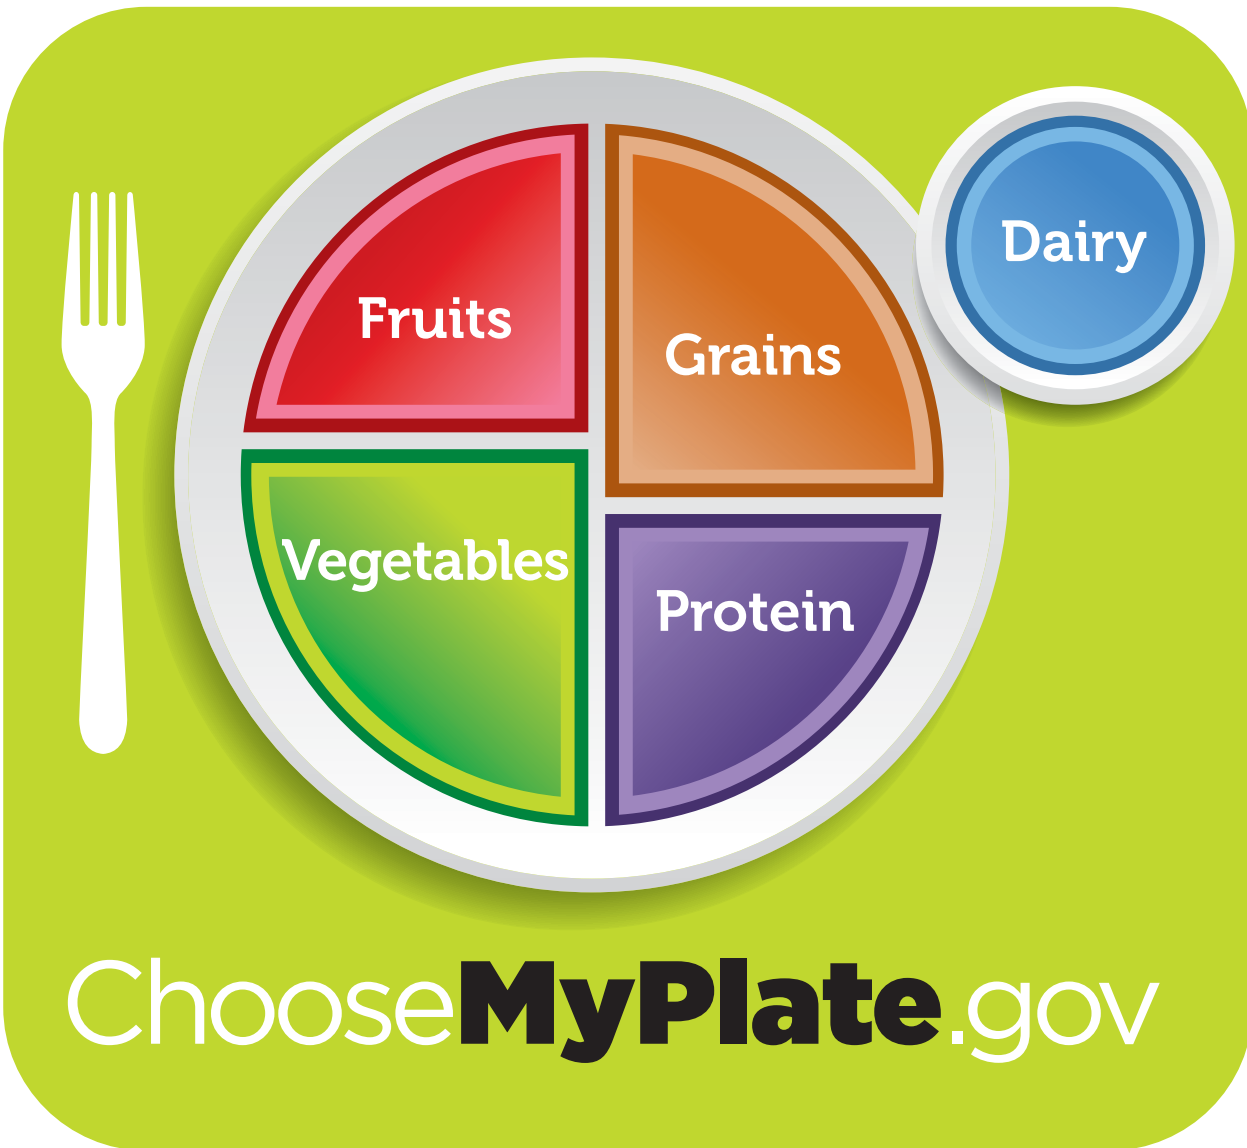 Fruits
Grains
Dairy
Vegetables
Protein
ChooseMyPlate.gov